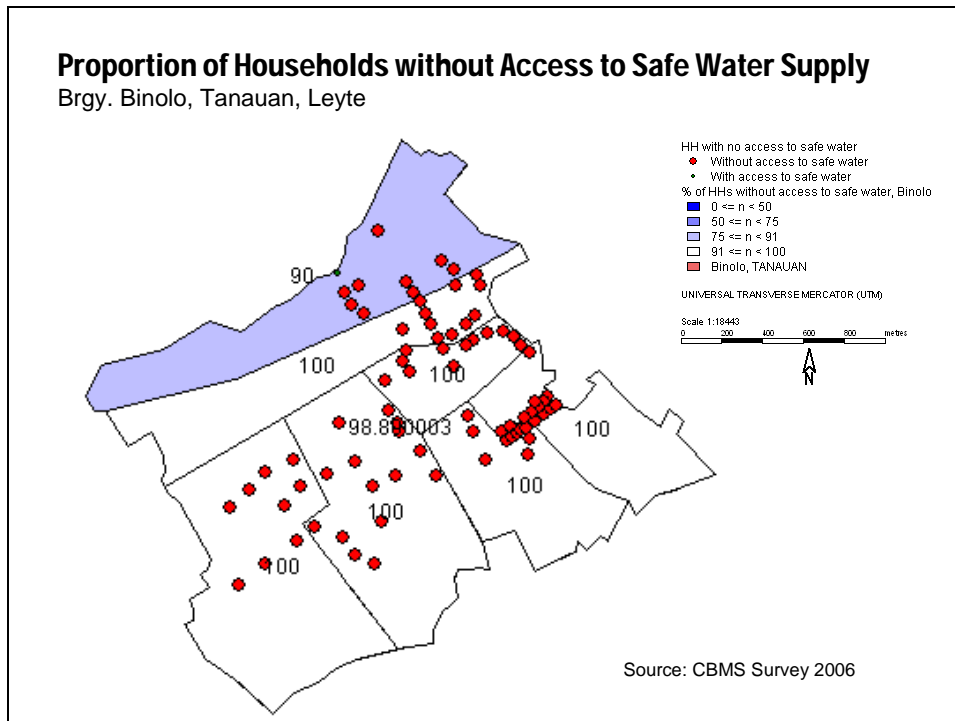 Proportion of Households without Access to Safe Water Supply
Brgy. Binolo, Tanauan, Leyte
HH with no access to safe water
Without access to safe water
With access to safe water
% of HHs without access to safe water, Binolo
0 <= n < 50
50 <= n < 75
75 <= n < 91
91 <= n < 100
Binolo, TANAUAN
UNIVERSAL TRANSVERSE MERCATOR (UTM)
Scale 1:18443
0 200 400 600 800 metres
N
90
100
100
98.890003
100
100
100
100
Source: CBMS Survey 2006